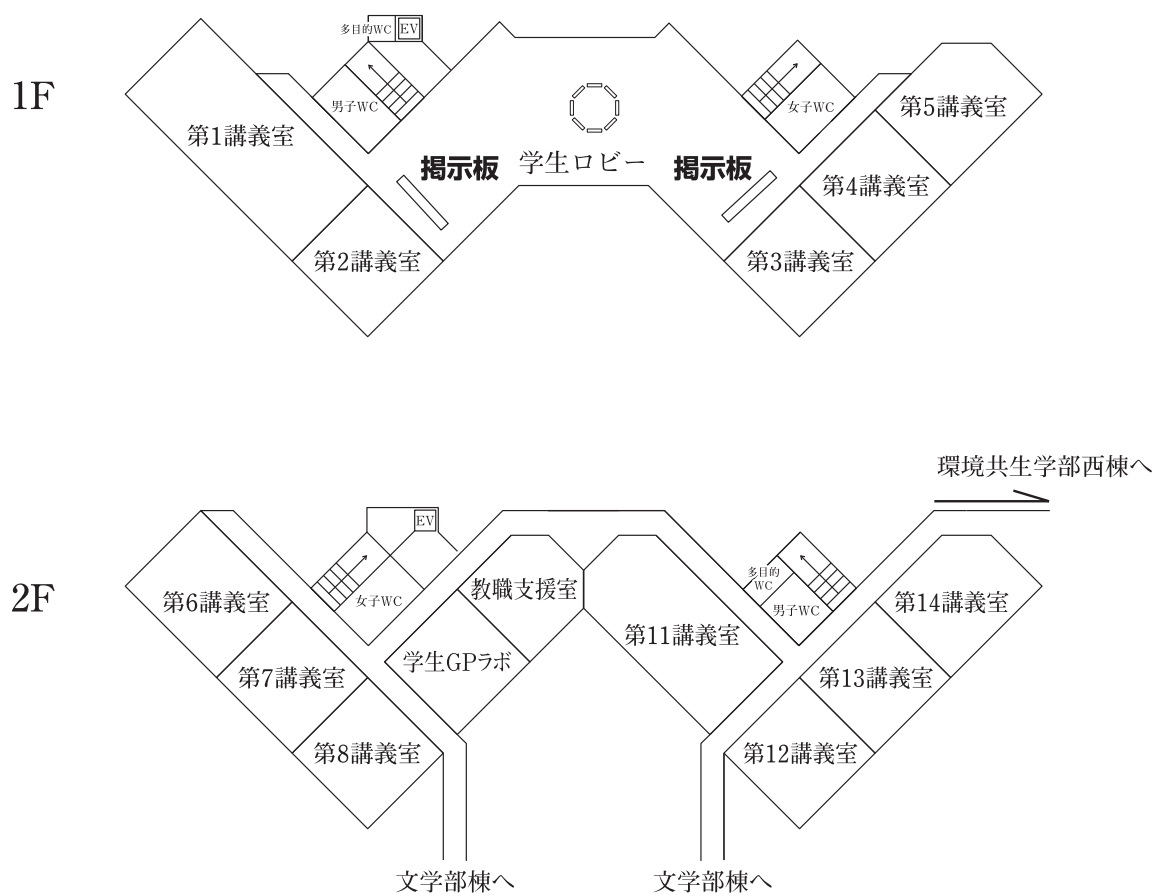 1F
多目的WC
EV
男子WC
第1講義室
掲示板
学生ロビー
掲示板
女子WC
第5講義室
第4講義室
第2講義室
第3講義室
環境共生学部西棟へ
2F
EV
女子WC
教職支援室
多目的
WC
男子WC
第6講義室
第14講義室
第11講義室
学生GPラボ
第7講義室
第13講義室
第8講義室
第12講義室
文学部棟へ
文学部棟へ